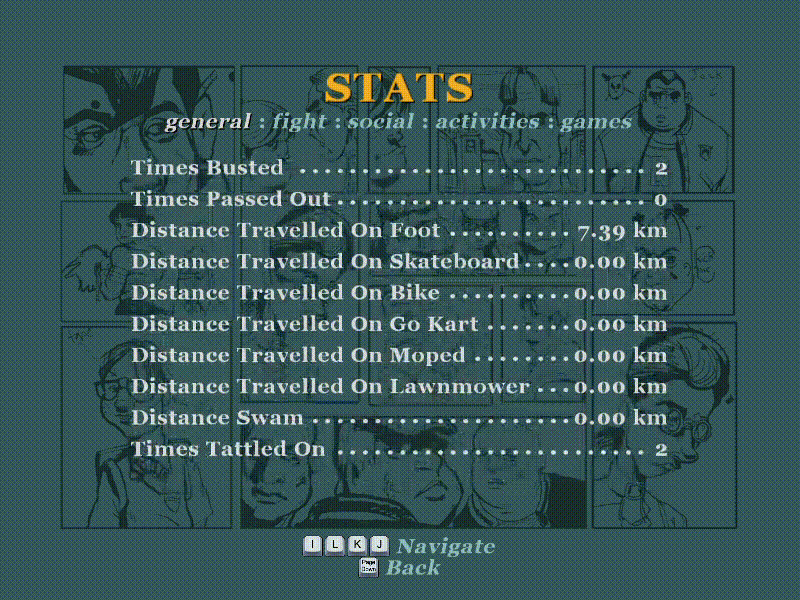 STATS
general : fight : social : activities : games
Times Busted ........................... 2
Times Passed Out ........................ 0
Distance Travelled On Foot .......... 7.39 km
Distance Travelled On Skateboard .... 0.00 km
Distance Travelled On Bike .......... 0.00 km
Distance Travelled On Go Kart ....... 0.00 km
Distance Travelled On Moped ........ 0.00 km
Distance Travelled On Lawnmower ... 0.00 km
Distance Swam ..................... 0.00 km
Times Tattled On ........................ 2
I L K J Navigate
Page Down Back